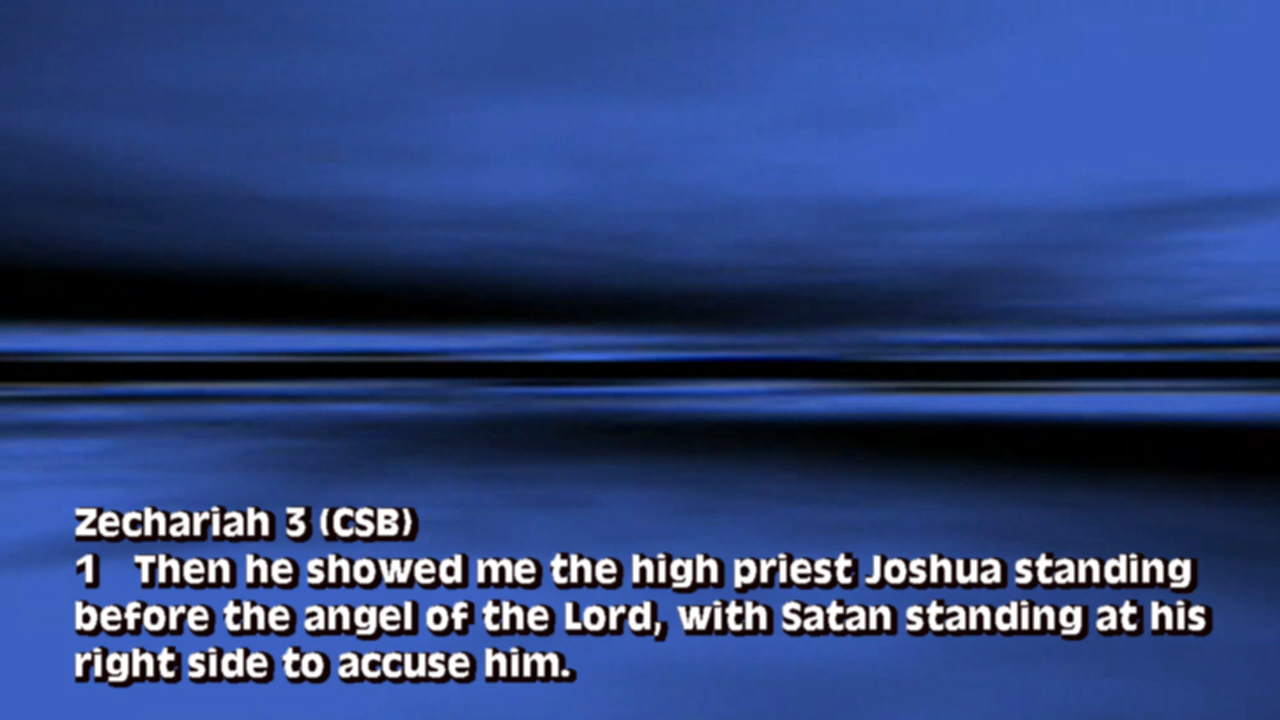 Zechariah 3 (CSB)
1 Then he showed me the high priest Joshua standing
before the angel of the Lord, with Satan standing at his
right side to accuse him.